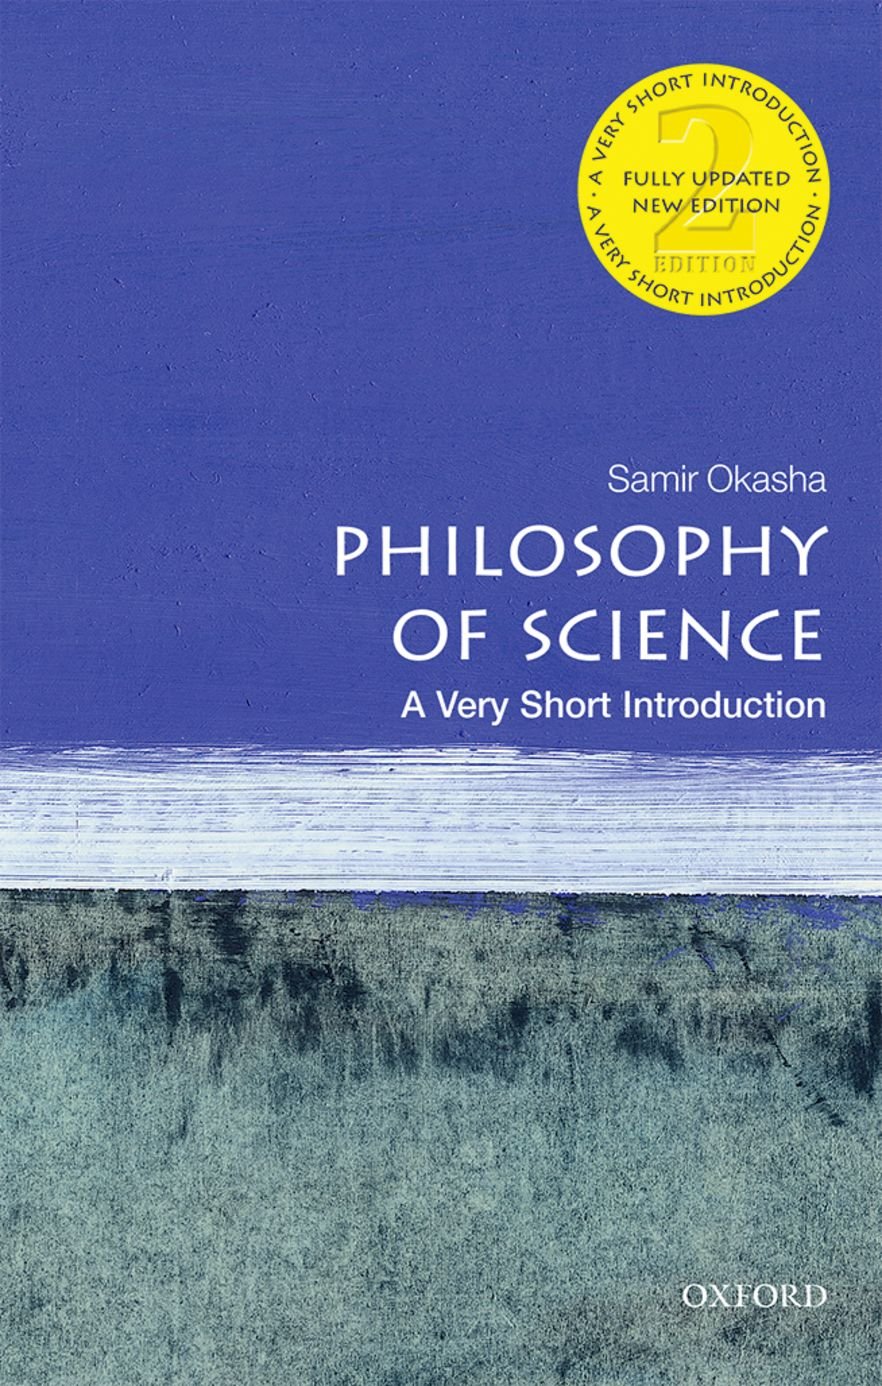 A VERY SHORT INTRODUCTION ·
2
FULLY UPDATED
NEW EDITION
EDITION
A VERY SHORT INTRODUCTION ·
Samir Okasha
PHILOSOPHY
OF SCIENCE
A Very Short Introduction
OXFORD